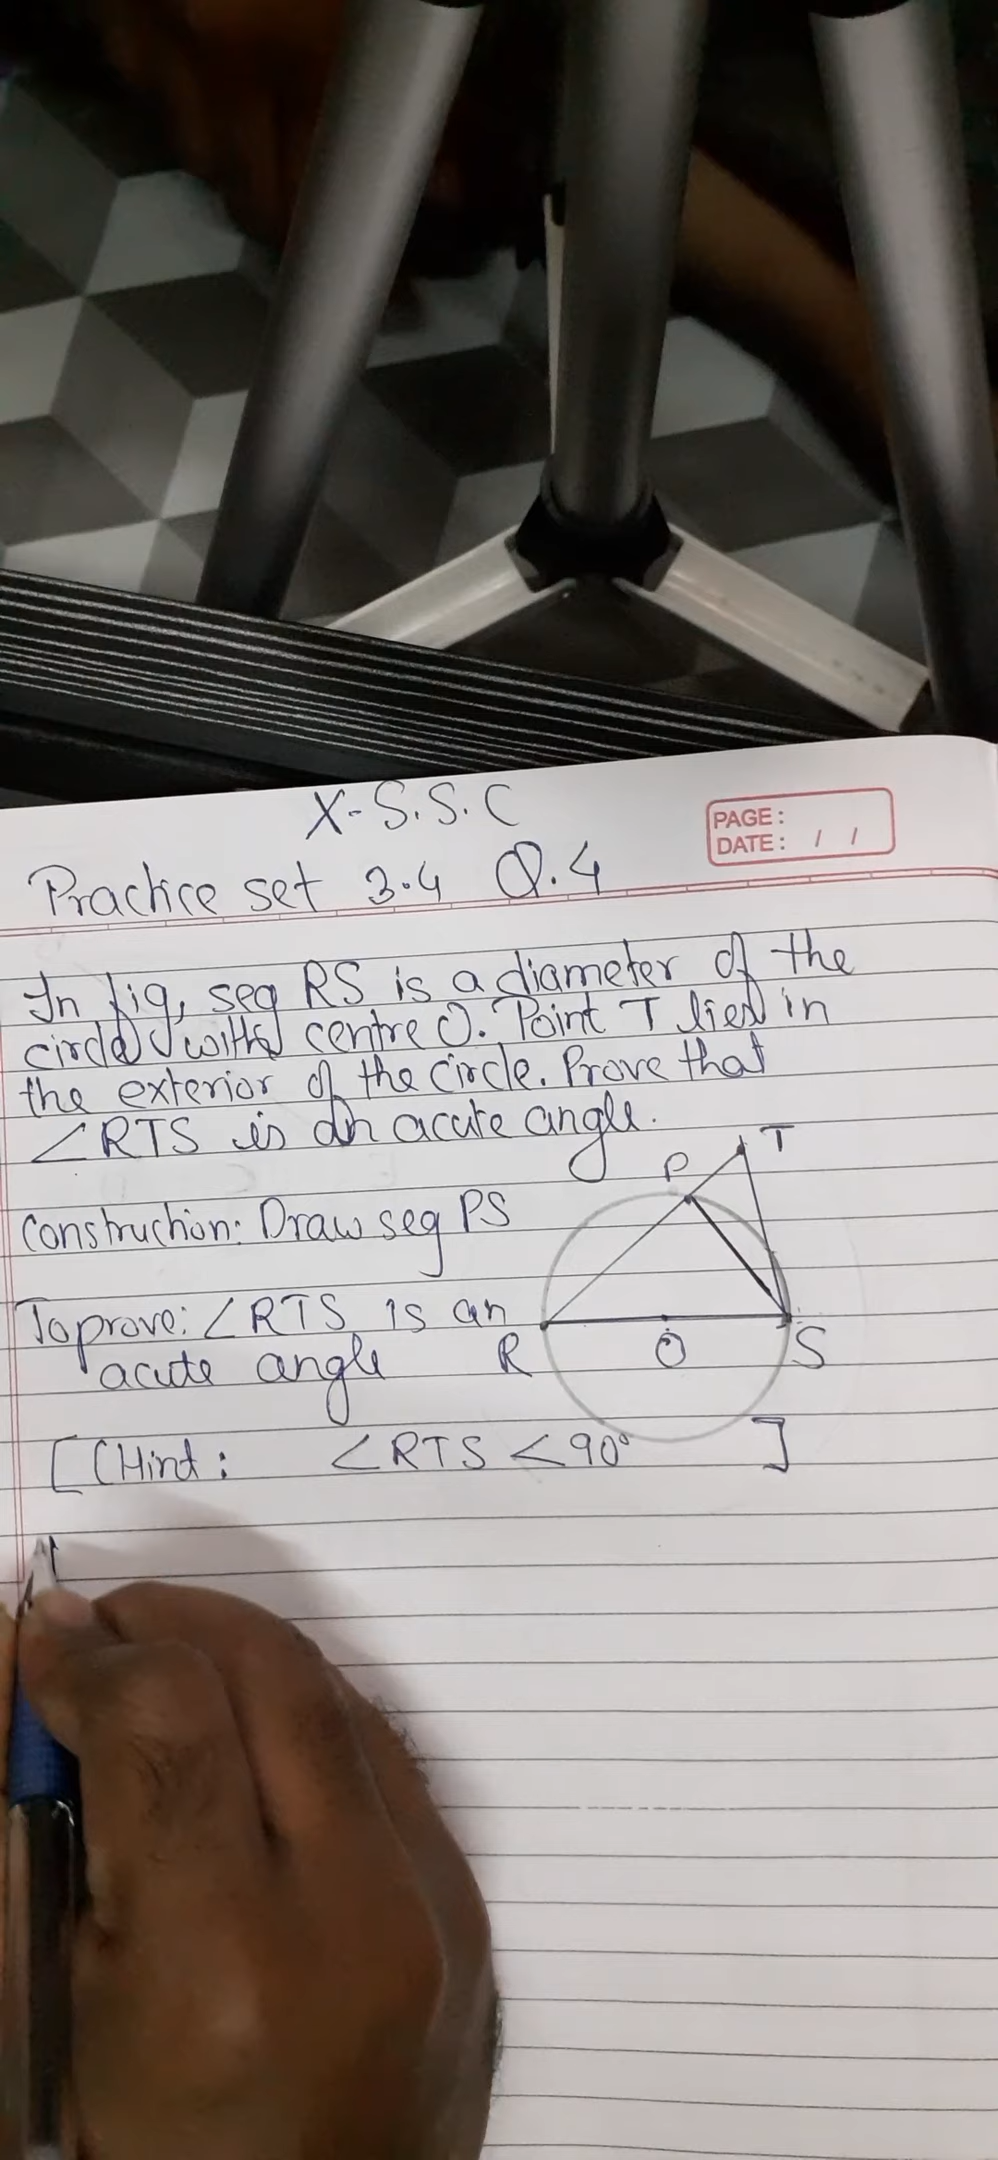 X-S.S.C
PAGE:
DATE: / /
Practice set 3.4 Q.4
In fig, seg RS is a diameter of the
circle with centre O. Point T lies in
the exterior of the circle. Prove that
∠RTS is an acute angle.
T
P
Construction: Draw seg PS
To prove: ∠RTS is an
acute angle
R O S
[(Hint: ∠RTS < 90° ]